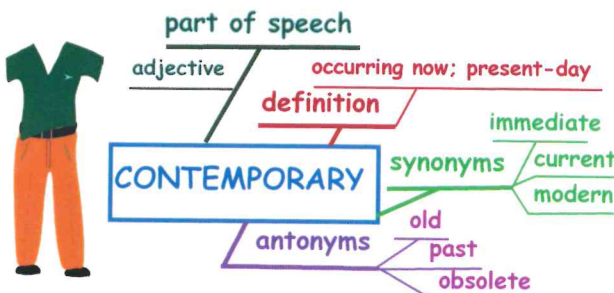 part of speech
adjective
occurring now; present-day
definition
immediate
CONTEMPORARY
synonyms
current
modern
antonyms
old
past
obsolete